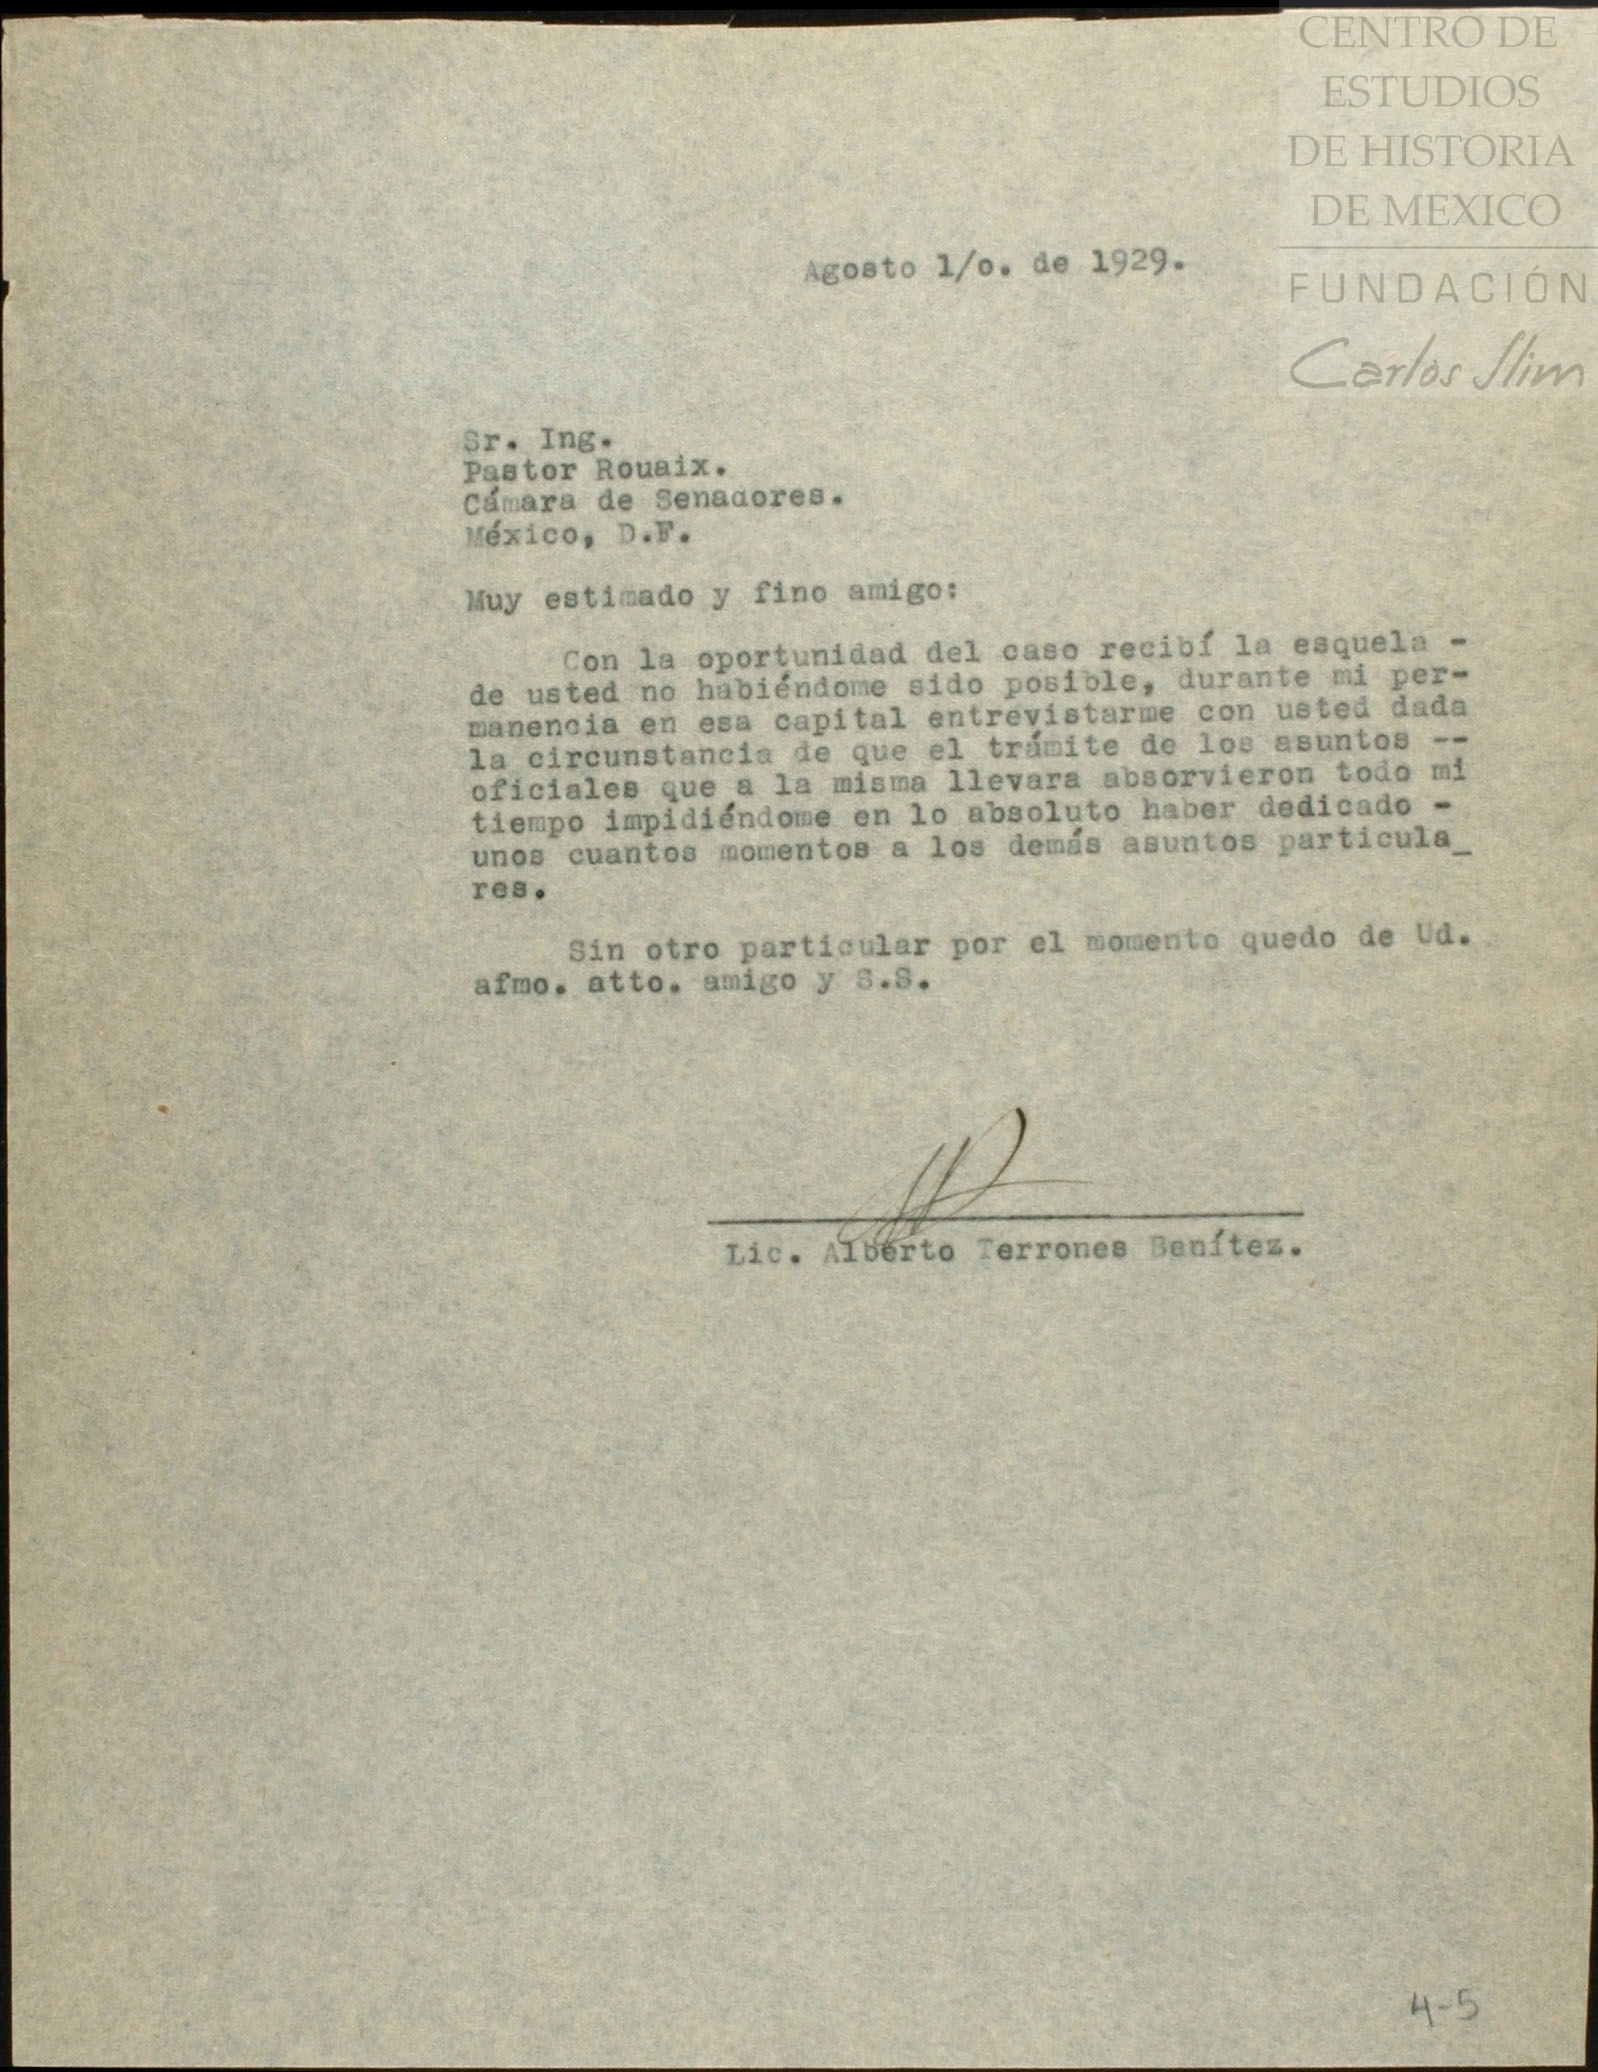 CENTRO DE
ESTUDIOS
DE HISTORIA
DE MEXICO
FUNDACIÓN
Carlos Slim
Agosto 1/o. de 1929.
Sr. Ing.
Pastor Rouaix.
Cámara de Senadores.
México, D.F.
Muy estimado y fino amigo:
Con la oportunidad del caso recibí la esquela -
de usted no habiéndome sido posible, durante mi per-
manencia en esa capital entrevistarme con usted dada
la circunstancia de que el trámite de los asuntos --
oficiales que a la misma llevara absorvieron todo mi
tiempo impidiéndome en lo absoluto haber dedicado -
unos cuantos momentos a los demás asuntos particula_
res.
Sin otro particular por el momento quedo de Ud.
afmo. atto. amigo y S.S.
Lic. Alberto Terrones Benítez.
4-5